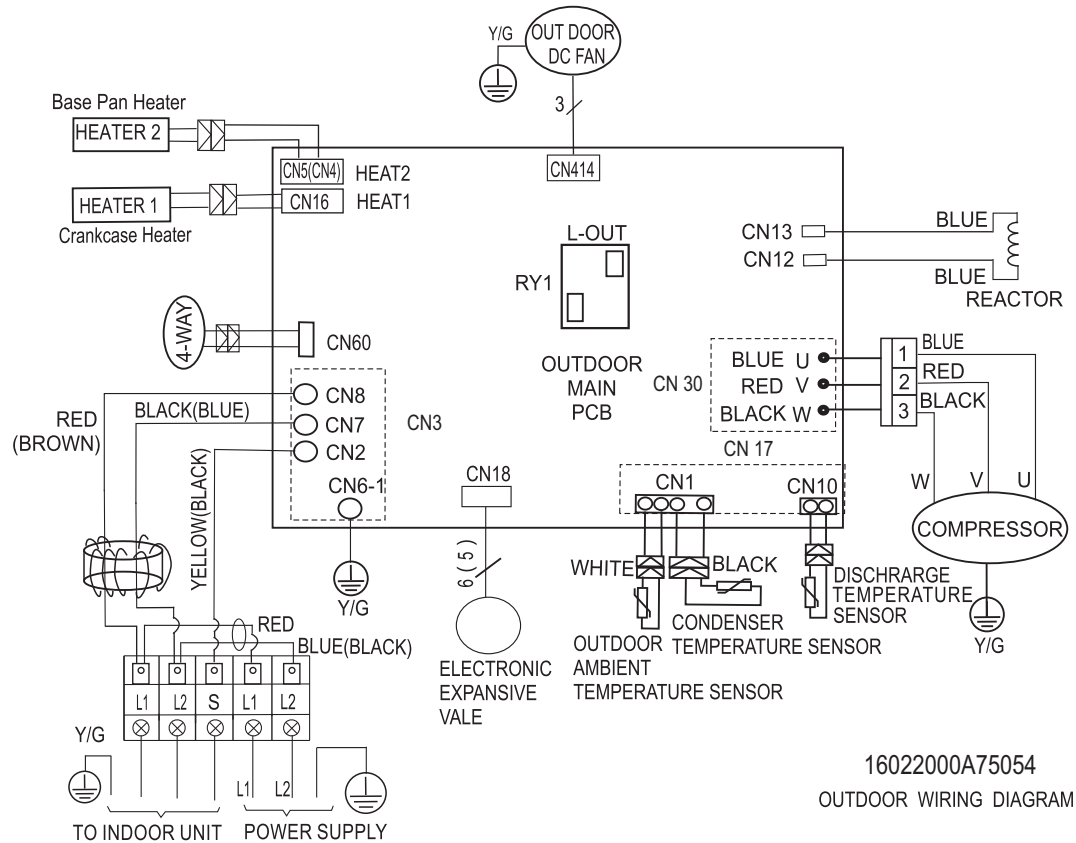 Y/G
OUT DOOR
DC FAN
3
Base Pan Heater
HEATER 2
CN5(CN4)
HEAT2
CN414
HEATER 1
CN16
HEAT1
Crankcase Heater
L-OUT
RY1
CN13
BLUE
CN12
BLUE
REACTOR
4-WAY
CN60
OUTDOOR
MAIN
PCB
CN 30
BLUE U
RED V
BLACK W
1
2
3
BLUE
RED
BLACK
CN 17
RED
(BROWN)
BLACK(BLUE)
YELLOW(BLACK)
CN8
CN7
CN2
CN3
CN6-1
Y/G
CN18
6 (5)
ELECTRONIC
EXPANSIVE
VALE
CN1
CN10
WHITE
BLACK
OUTDOOR
AMBIENT
TEMPERATURE SENSOR
CONDENSER
TEMPERATURE SENSOR
DISCHRARGE
TEMPERATURE
SENSOR
W
V
U
COMPRESSOR
Y/G
RED
BLUE(BLACK)
L1
L2
S
L1
L2
Y/G
L1
L2
TO INDOOR UNIT
POWER SUPPLY
16022000A75054
OUTDOOR WIRING DIAGRAM